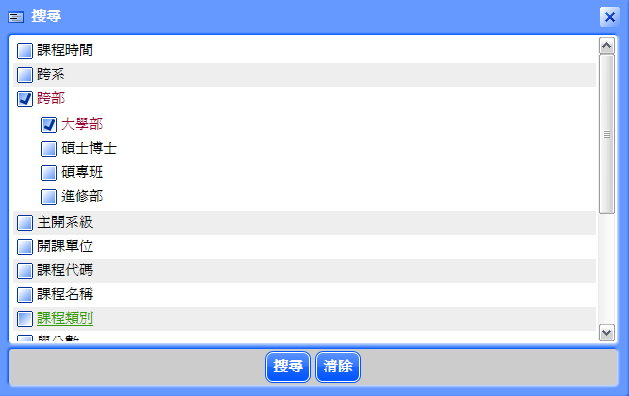 搜尋
課程時間
跨系
跨部
大學部
碩士博士
碩專班
進修部
主開系級
開課單位
課程代碼
課程名稱
課程類別
搜尋 清除